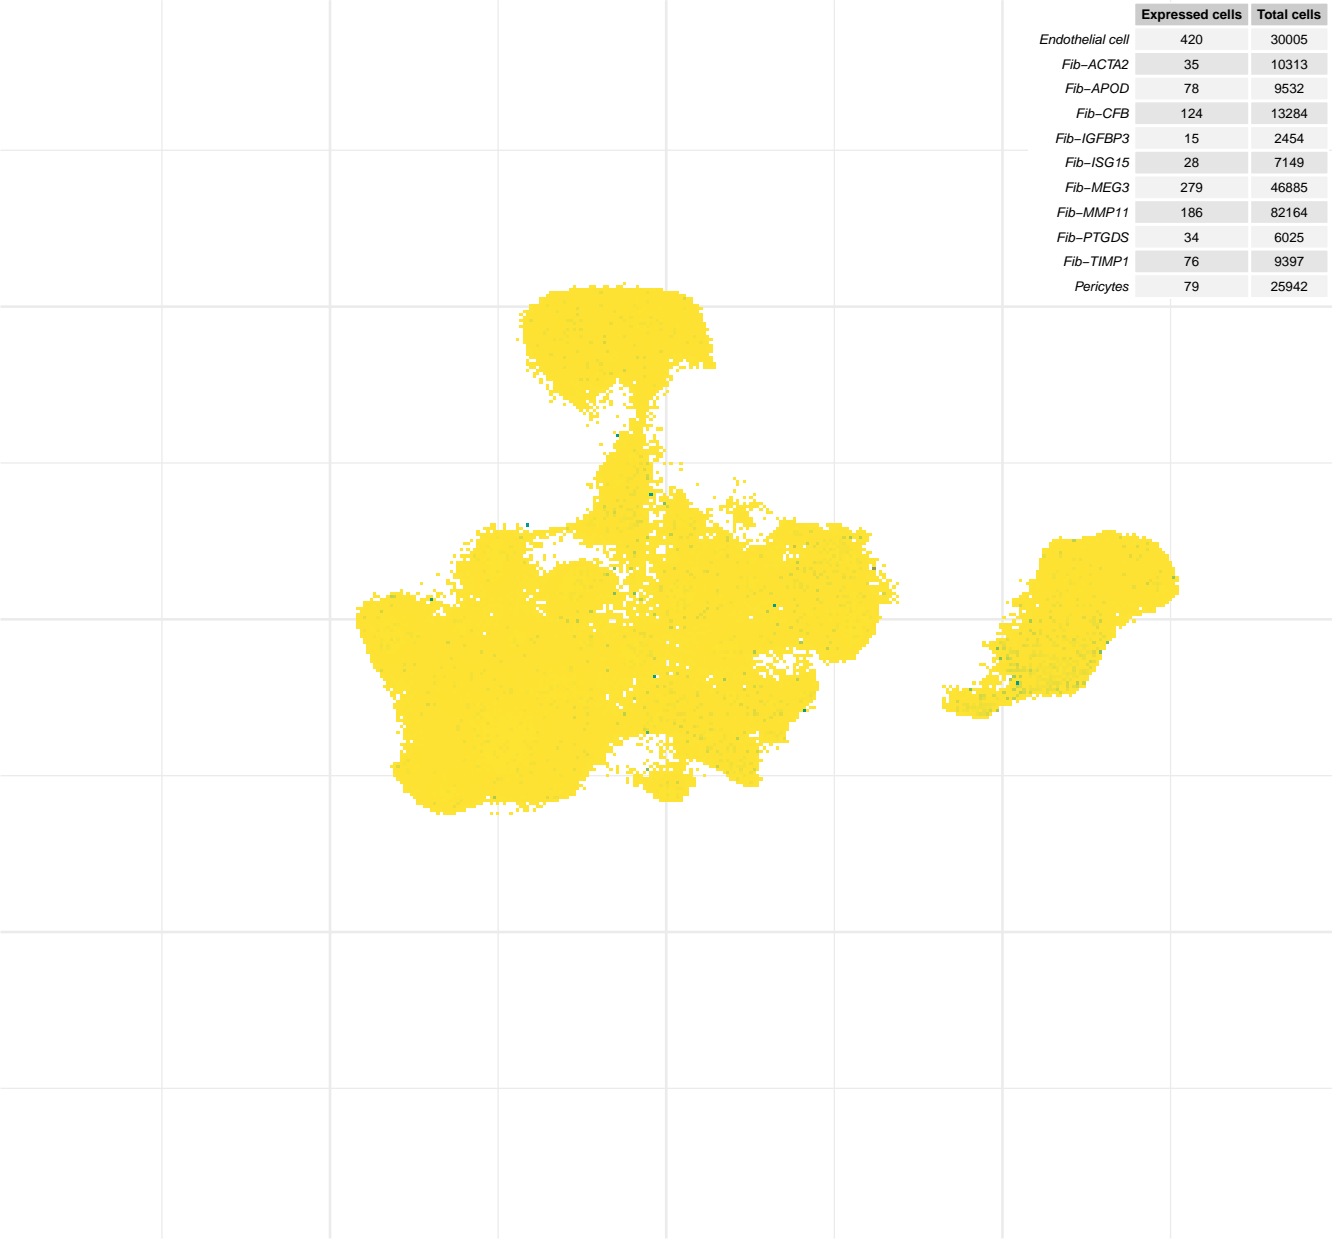 Expressed cells Total cells
Endothelial cell 420 30005
Fib−ACTA2 35 10313
Fib−APOD 78 9532
Fib−CFB 124 13284
Fib−IGFBP3 15 2454
Fib−ISG15 28 7149
Fib−MEG3 279 46885
Fib−MMP11 186 82164
Fib−PTGDS 34 6025
Fib−TIMP1 76 9397
Pericytes 79 25942